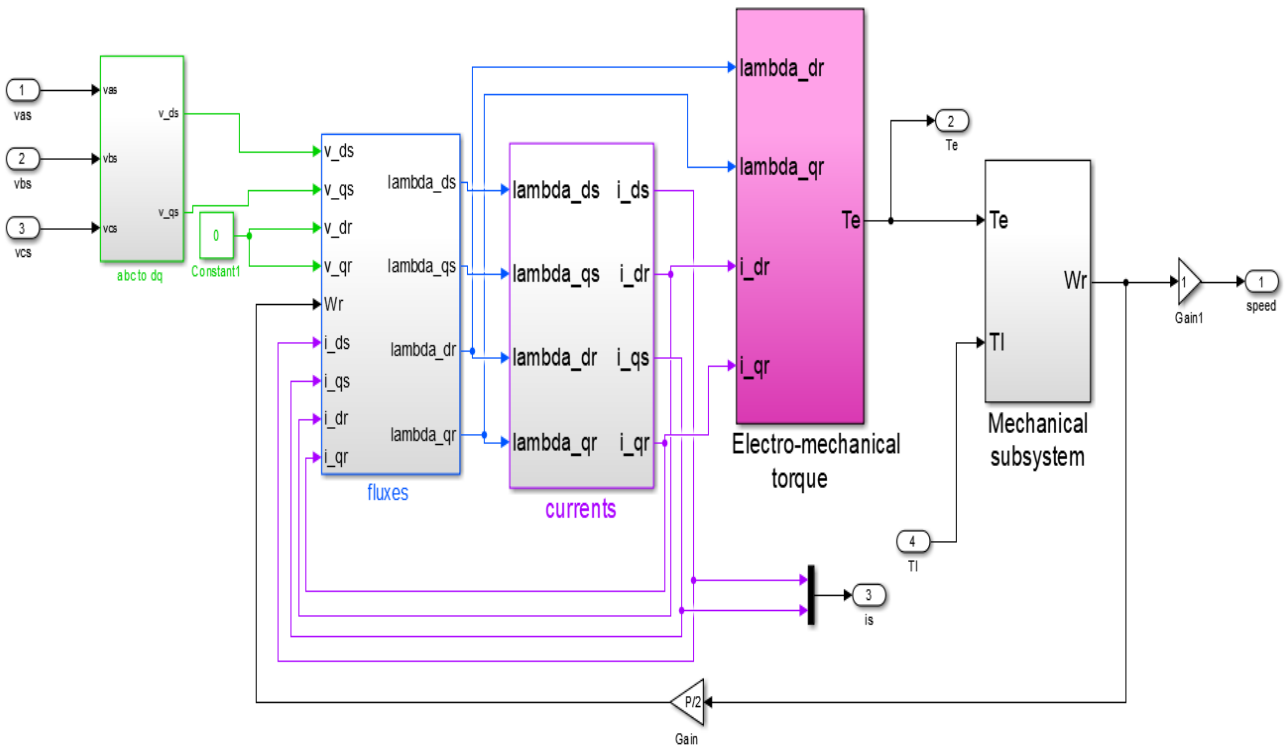 1
vas
2
vbs
3
vcs
vas
vbs
vcs
v_ds
v_qs
abc to dq
0
Constant1
v_ds
v_qs
v_dr
v_qr
Wr
i_ds
i_qs
i_dr
i_qr
lambda_ds
lambda_qs
lambda_dr
lambda_qr
fluxes
lambda_ds
lambda_qs
lambda_dr
lambda_qr
i_ds
i_dr
i_qs
i_qr
currents
lambda_dr
lambda_qr
i_dr
i_qr
Te
Electro-mechanical
torque
2
Te
Te
Tl
Wr
Mechanical
subsystem
1
Gain1
1
speed
4
Tl
3
is
P/2
Gain